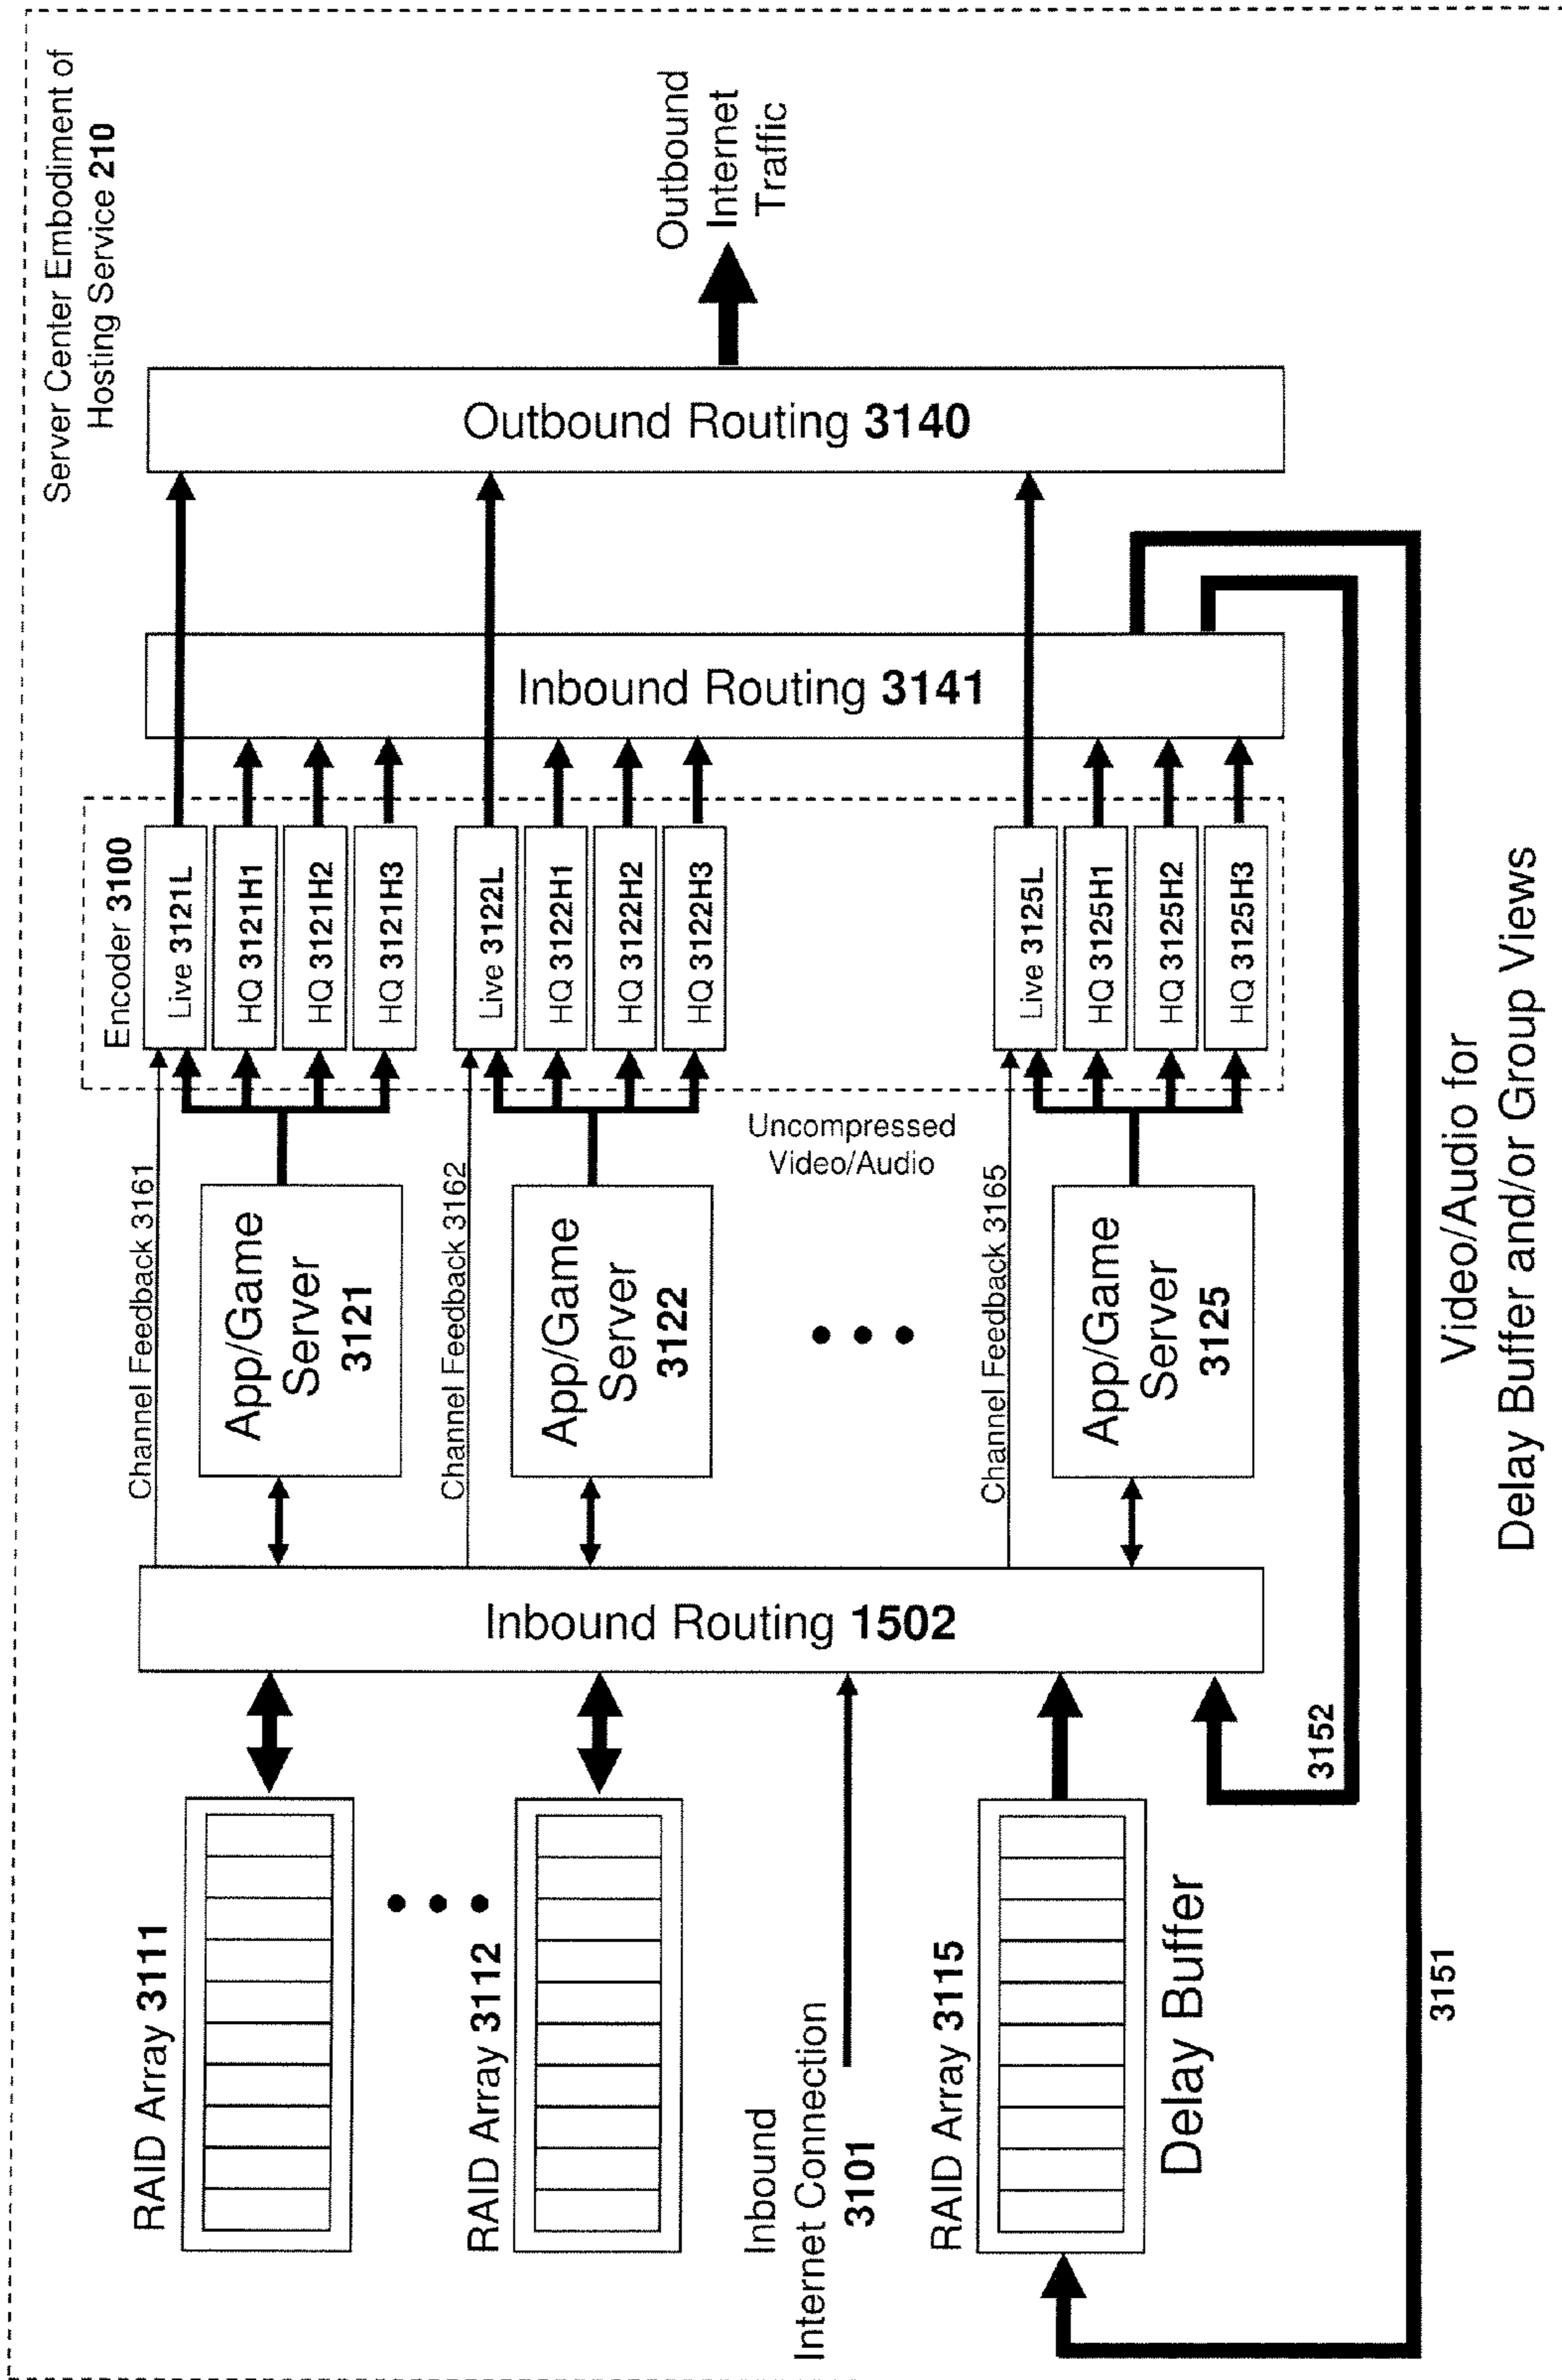 Server Center Embodiment of
Hosting Service 210
RAID Array 3111
RAID Array 3112
Inbound
Internet Connection
3101
RAID Array 3115
Delay Buffer
Inbound Routing 1502
Channel Feedback 3161
App/Game
Server
3121
Channel Feedback 3162
App/Game
Server
3122
Channel Feedback 3165
App/Game
Server
3125
Uncompressed
Video/Audio
Encoder 3100
Live 3121L
HQ 3121H1
HQ 3121H2
HQ 3121H3
Live 3122L
HQ 3122H1
HQ 3122H2
HQ 3122H3
Live 3125L
HQ 3125H1
HQ 3125H2
HQ 3125H3
Inbound Routing 3141
Outbound Routing 3140
Outbound
Internet
Traffic
3152
3151
Video/Audio for
Delay Buffer and/or Group Views